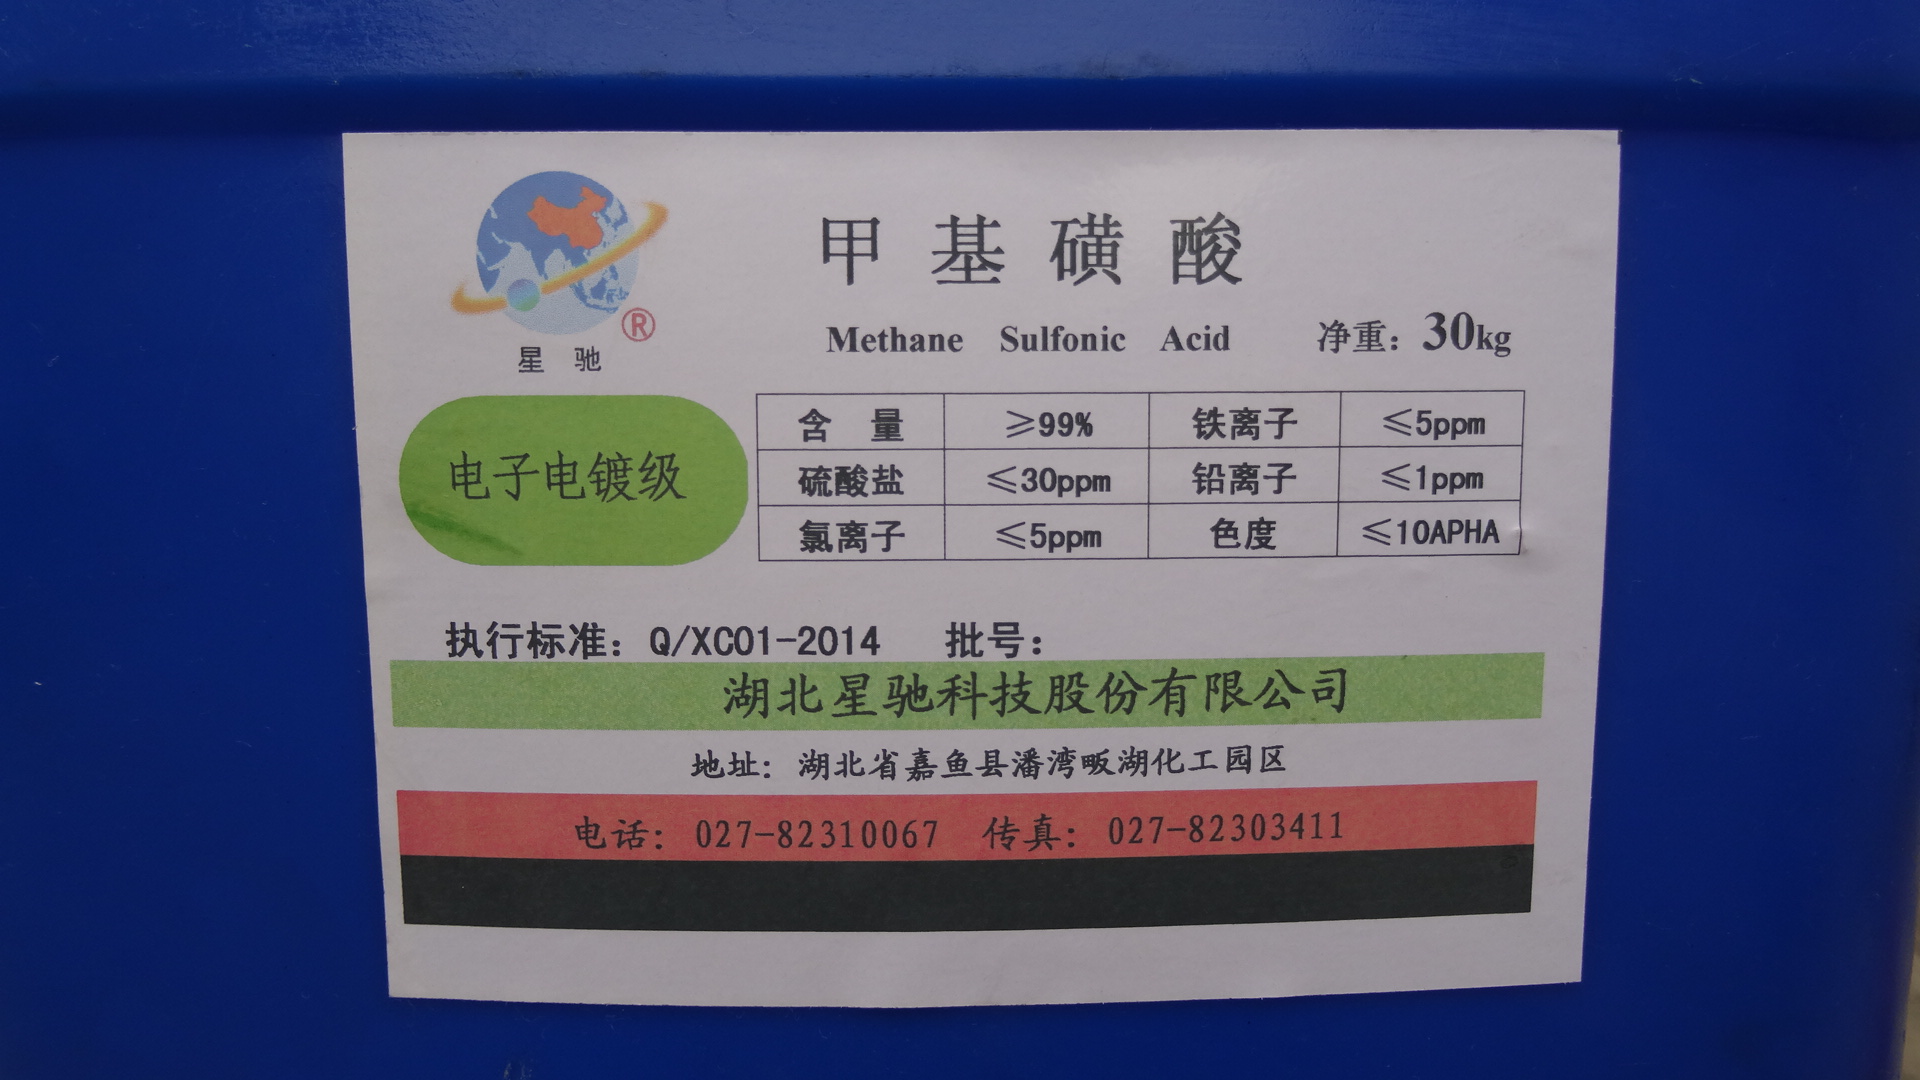 甲基磺酸
Methane Sulfonic Acid 净重：30kg
®
星驰
电子电镀级
含量 ≥99% 铁离子 ≤5ppm
硫酸盐 ≤30ppm 铅离子 ≤1ppm
氯离子 ≤5ppm 色度 ≤10APHA
执行标准：Q/XC01-2014 批号：
湖北星驰科技股份有限公司
地址：湖北省嘉鱼县潘湾畈湖化工园区
电话：027-82310067 传真：027-82303411